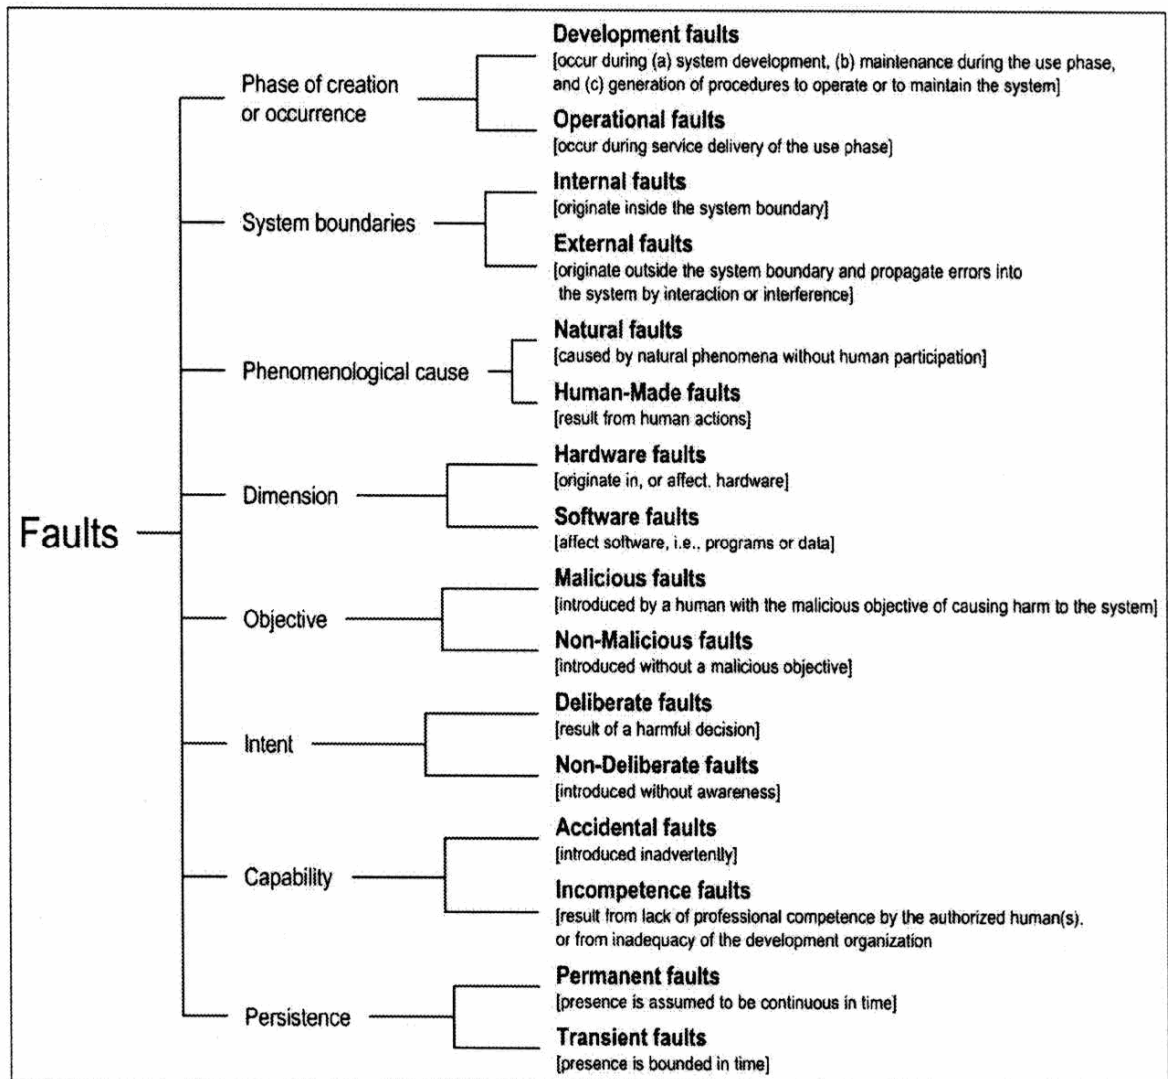 Faults
Phase of creation
or occurrence
Development faults
[occur during (a) system development, (b) maintenance during the use phase,
and (c) generation of procedures to operate or to maintain the system]
Operational faults
[occur during service delivery of the use phase]
System boundaries
Internal faults
[originate inside the system boundary]
External faults
[originate outside the system boundary and propagate errors into
the system by interaction or interference]
Phenomenological cause
Natural faults
[caused by natural phenomena without human participation]
Human-Made faults
[result from human actions]
Dimension
Hardware faults
[originate in, or affect. hardware]
Software faults
[affect software, i.e., programs or data]
Objective
Malicious faults
[introduced by a human with the malicious objective of causing harm to the system]
Non-Malicious faults
[introduced without a malicious objective]
Intent
Deliberate faults
[result of a harmful decision]
Non-Deliberate faults
[introduced without awareness]
Capability
Accidental faults
[introduced inadvertently]
Incompetence faults
[result from lack of professional competence by the authorized human(s).
or from inadequacy of the development organization
Persistence
Permanent faults
[presence is assumed to be continuous in time]
Transient faults
[presence is bounded in time]